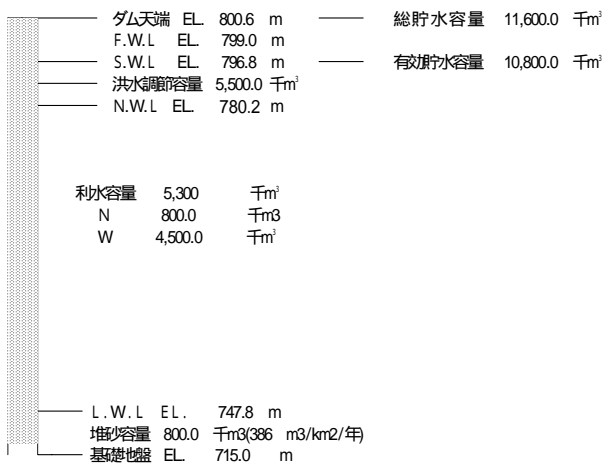 ダム天端 EL. 800.6 m 総貯水容量 11,600.0 千m³
F.W.L EL. 799.0 m
S.W.L EL. 796.8 m 有効貯水容量 10,800.0 千m³
洪水調節容量 5,500.0 千m³
N.W.L EL. 780.2 m
利水容量 5,300 千m³
N 800.0 千m3
W 4,500.0 千m³
L.W.L EL. 747.8 m
堆砂容量 800.0 千m3(386 m3/km2/年)
基礎地盤 EL. 715.0 m